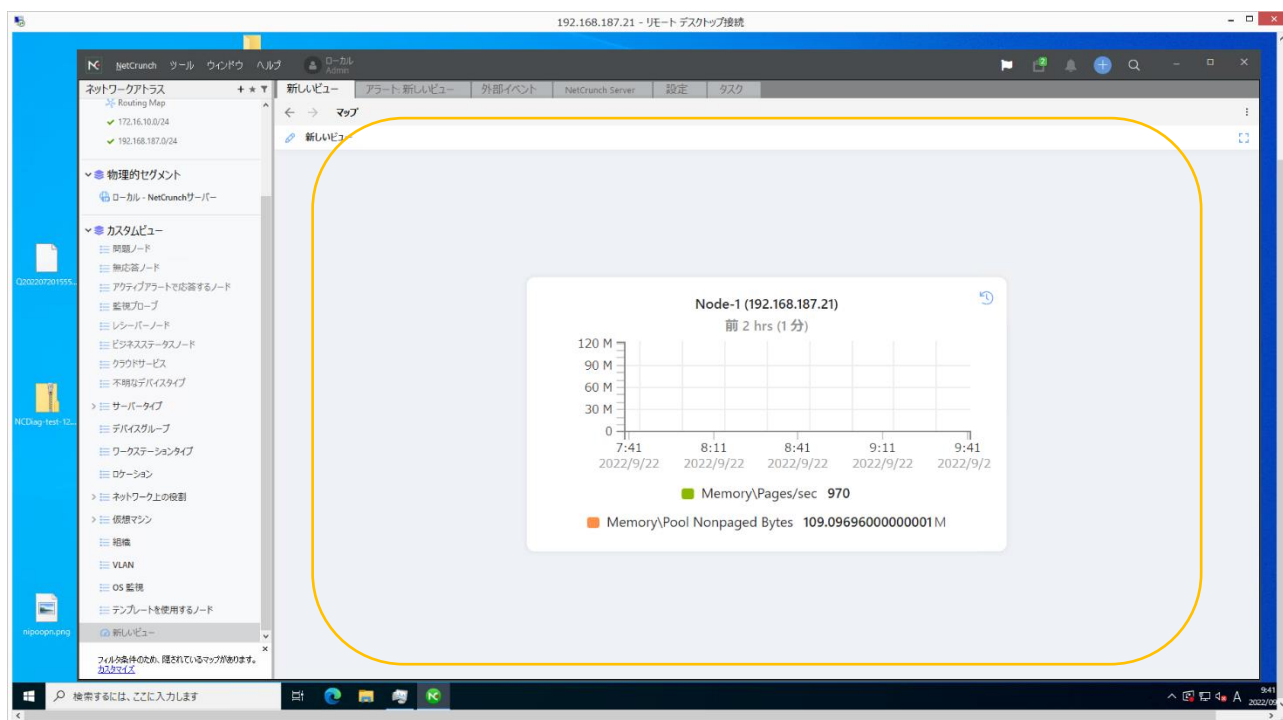 192.168.187.21 - リモート デスクトップ接続
NetCrunch ツール ウィンドウ ヘルプ
ローカル
Admin
2
ネットワークアトラス
新しいビュー
アラート: 新しいビュー
外部イベント
NetCrunch Server
設定
タスク
Routing Map
172.16.10.0/24
192.168.187.0/24
マップ
新しいビュー
物理的セグメント
ローカル - NetCrunchサーバー
カスタムビュー
問題ノード
無応答ノード
アクティブアラートで応答するノード
監視プローブ
レシーバーノード
ビジネスステータスノード
クラウドサービス
不明なデバイスタイプ
サーバータイプ
デバイスグループ
ワークステーションタイプ
ロケーション
ネットワーク上の役割
仮想マシン
組織
VLAN
OS 監視
テンプレートを使用するノード
新しいビュー
フィルタ条件のため、隠されているマップがあります。
カスタマイズ
Q202207201555...
NCDiag-test-12...
nipoopn.png
Node-1 (192.168.187.21)
前 2 hrs (1 分)
120 M
90 M
60 M
30 M
0
7:41 8:11 8:41 9:11 9:41
2022/9/22 2022/9/22 2022/9/22 2022/9/22 2022/9/2
Memory\Pages/sec 970
Memory\Pool Nonpaged Bytes 109.09696000000001 M
検索するには、ここに入力します
A
9:41
2022/09